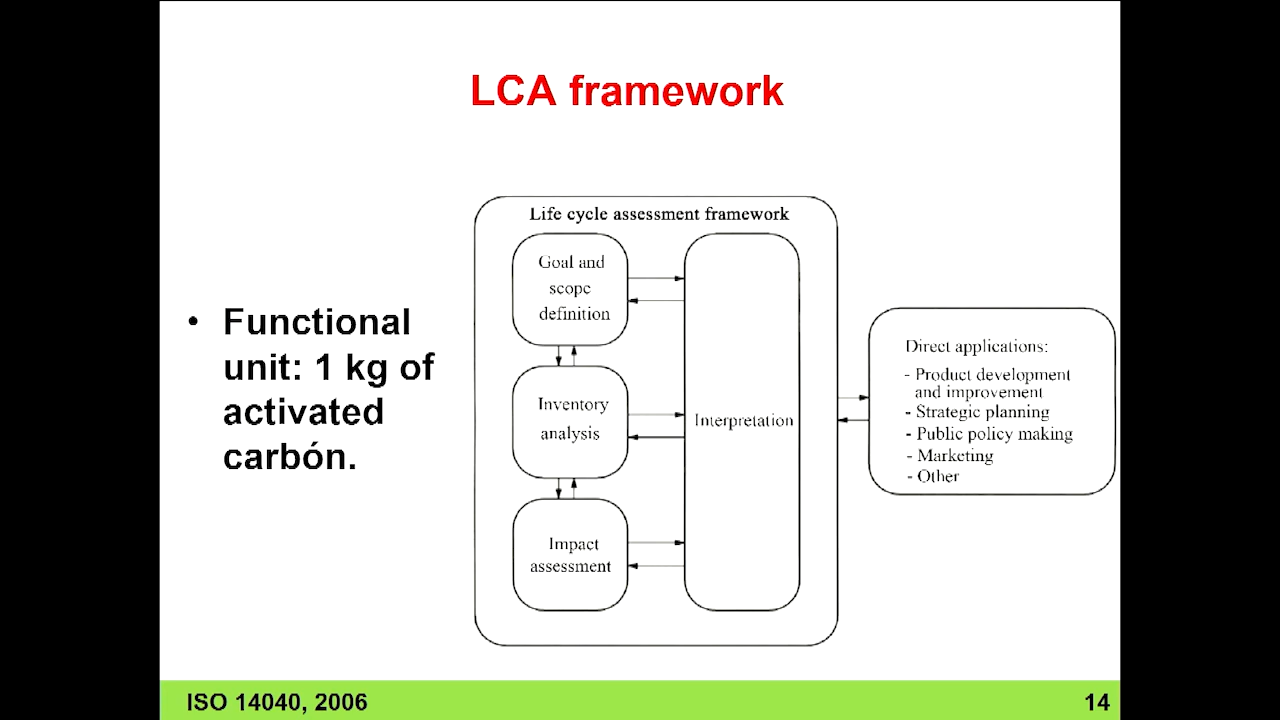 LCA framework
• Functional
unit: 1 kg of
activated
carbón.
Life cycle assessment framework
Goal and
scope
definition
Inventory
analysis
Impact
assessment
Interpretation
Direct applications:
- Product development
and improvement
- Strategic planning
- Public policy making
- Marketing
- Other
ISO 14040, 2006
14